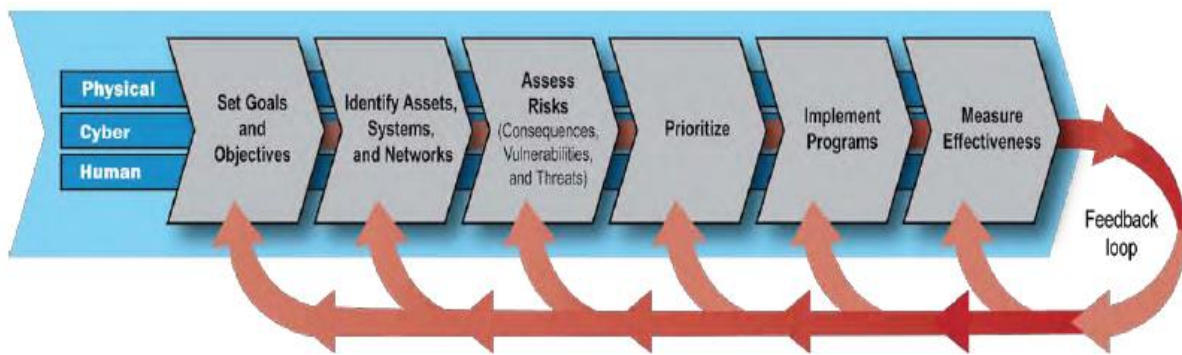 Physical
Cyber
Human
Set Goals
and
Objectives
Identify Assets,
Systems,
and Networks
Assess
Risks
(Consequences,
Vulnerabilities,
and Threats)
Prioritize
Implement
Programs
Measure
Effectiveness
Feedback
loop